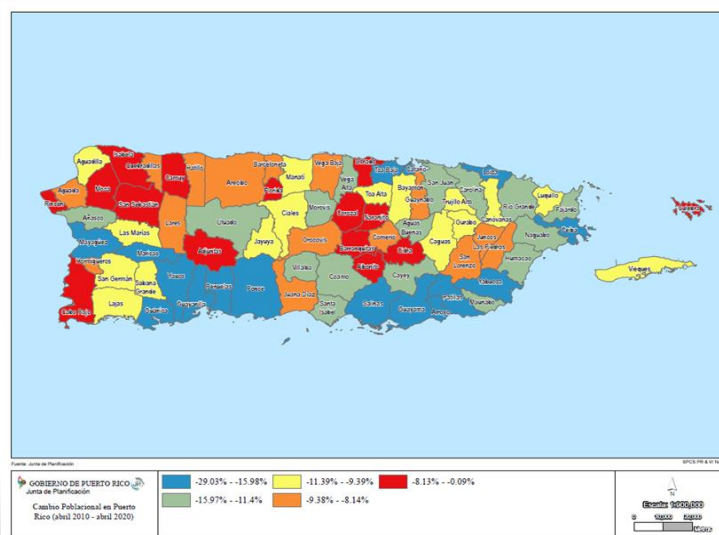 Isabela
Aguadilla
Quebradillas
Camuy
Hatillo
Arecibo
Barceloneta
Manatí
Vega Baja
Vega
Alta
Dorado
Toa Baja
Cataño
San Juan
Loíza
Moca
Aguada
Rincón
San Sebastián
Florida
Toa Alta
Bayamón
Guaynabo
Carolina
Trujillo Alto
Canóvanas
Río Grande
Luquillo
Fajardo
Ceiba
Culebra
Añasco
Lares
Utuado
Ciales
Morovis
Corozal
Naranjito
Aguas
Buenas
Gurabo
Naguabo
Las Marías
Mayagüez
Maricao
Adjuntas
Jayuya
Orocovis
Comerío
Barranquitas
Cidra
Caguas
Juncos
Las Piedras
San
Lorenzo
Humacao
Vieques
Hormigueros
San Germán
Sabana
Grande
Yauco
Villalba
Coamo
Aibonito
Cayey
Yabucoa
Cabo Rojo
Lajas
Guánica
Guayanilla
Peñuelas
Ponce
Juana Díaz
Santa
Isabel
Salinas
Guayama
Arroyo
Patillas
Maunabo
Fuente: Junta de Planificación
GOBIERNO DE PUERTO RICO
Junta de Planificación
Cambio Poblacional en Puerto
Rico (abril 2010 - abril 2020)
-29.03% - -15.98%
-15.97% - -11.4%
-11.39% - -9.39%
-9.38% - -8.14%
-8.13% - -0.09%
N
Escala: 1:900,000